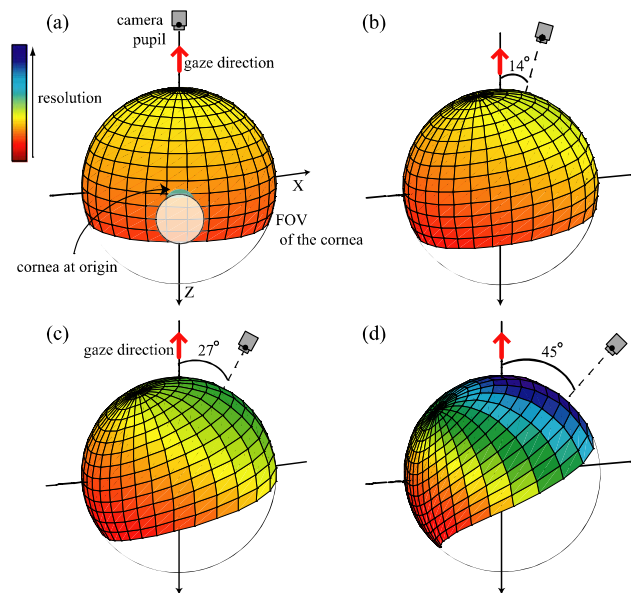 (a)
camera
pupil
gaze direction
resolution
X
FOV
of the cornea
cornea at origin
Z
(b)
14°
(c)
gaze direction
27°
(d)
45°